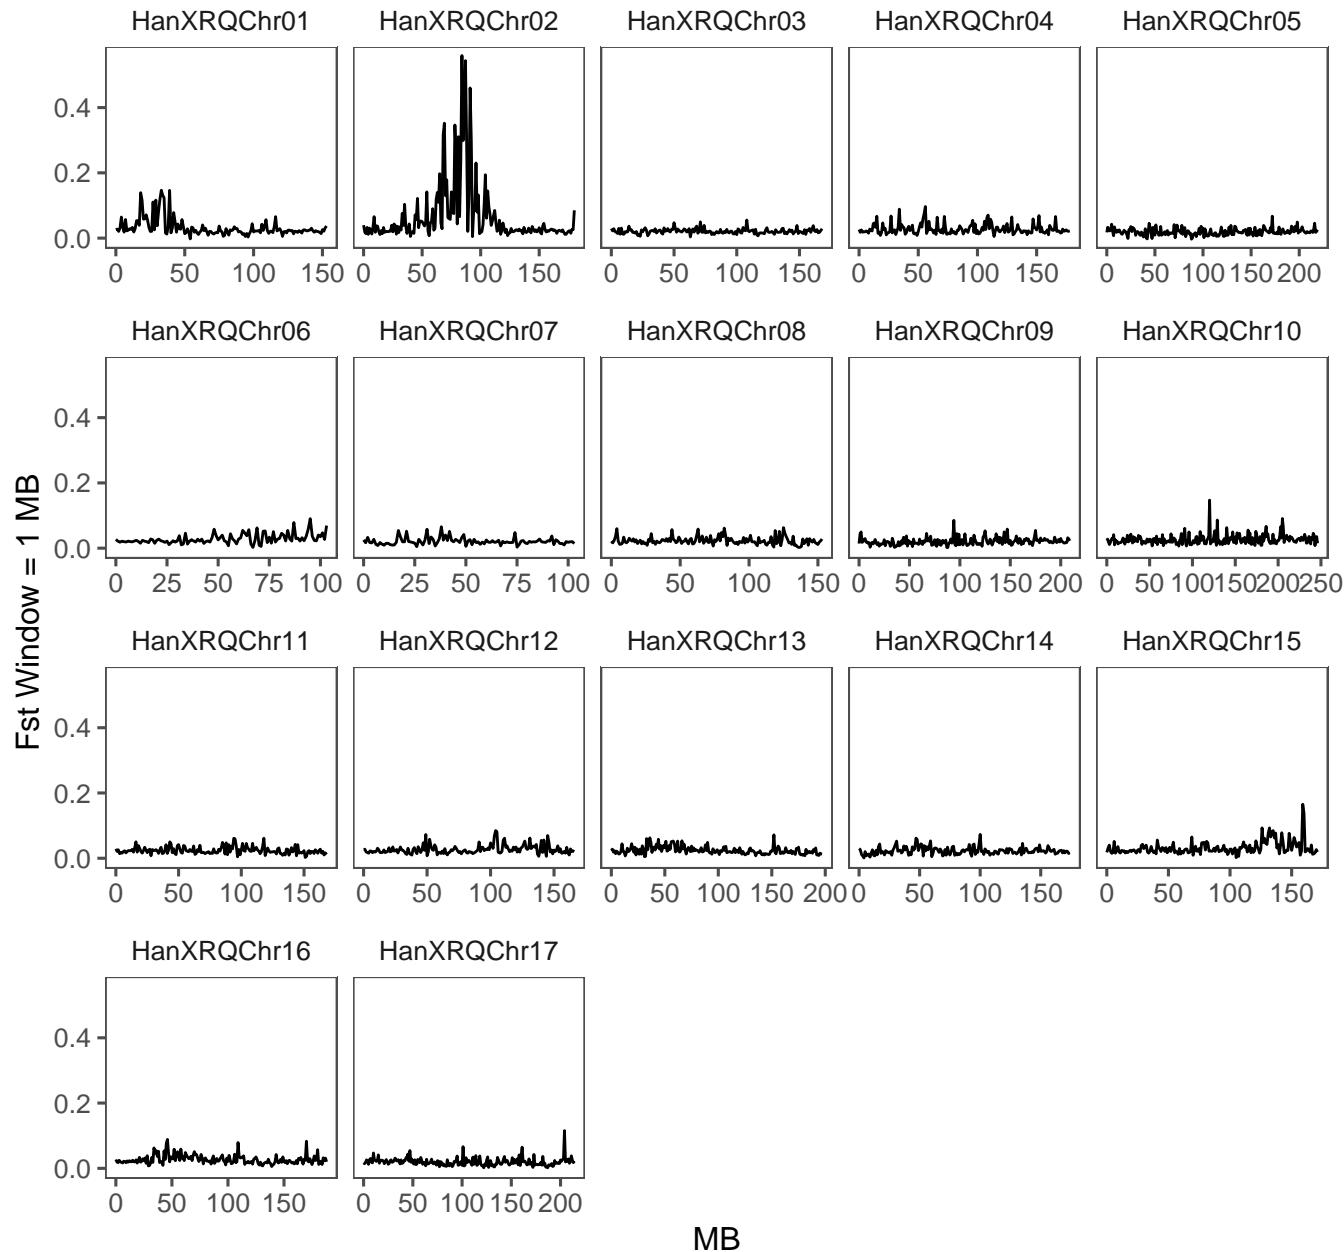 HanXRQChr01 HanXRQChr02 HanXRQChr03 HanXRQChr04 HanXRQChr05
0.4
0.2
0.0
0 50 100 150 0 50 100 150 0 50 100 150 0 50 100 150 0 50 100 150 200
HanXRQChr06 HanXRQChr07 HanXRQChr08 HanXRQChr09 HanXRQChr10
0.4
0.2
0.0
0 25 50 75 100 0 25 50 75 100 0 50 100 150 0 50 100 150 200 0 50 100 150 200 250
Fst Window = 1 MB
HanXRQChr11 HanXRQChr12 HanXRQChr13 HanXRQChr14 HanXRQChr15
0.4
0.2
0.0
0 50 100 150 0 50 100 150 0 50 100 150 200 0 50 100 150 0 50 100 150
HanXRQChr16 HanXRQChr17
0.4
0.2
0.0
0 50 100 150 0 50 100 150 200
MB